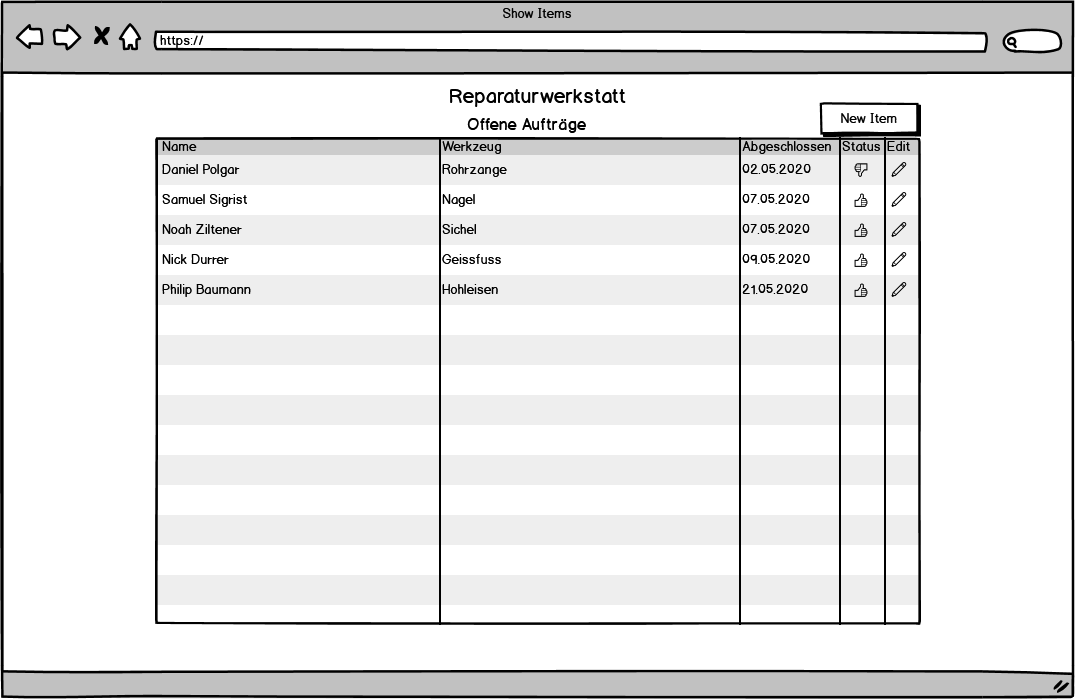 Show Items
https://
Reparaturwerkstatt
Offene Aufträge
New Item
Name Werkzeug Abgeschlossen Status Edit
Daniel Polgar Rohrzange 02.05.2020
Samuel Sigrist Nagel 07.05.2020
Noah Ziltener Sichel 07.05.2020
Nick Durrer Geissfuss 09.05.2020
Philip Baumann Hohleisen 21.05.2020